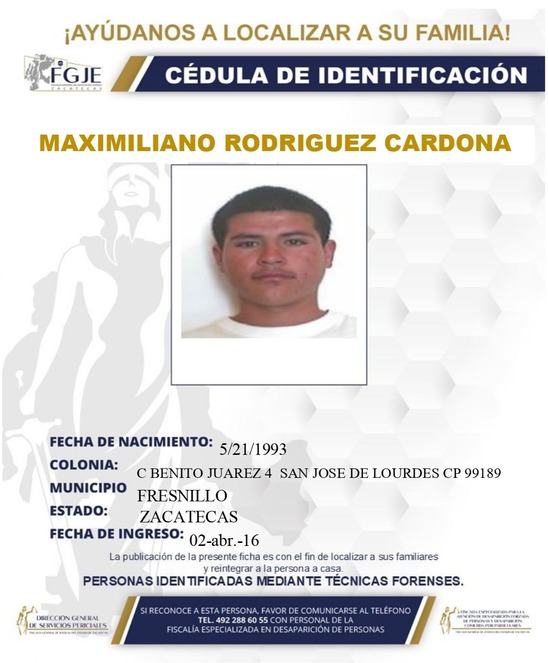 ¡AYÚDANOS A LOCALIZAR A SU FAMILIA!
FGJE
ZACATECAS
CÉDULA DE IDENTIFICACIÓN
MAXIMILIANO RODRIGUEZ CARDONA
FECHA DE NACIMIENTO: 5/21/1993
COLONIA: C BENITO JUAREZ 4 SAN JOSE DE LOURDES CP 99189
MUNICIPIO FRESNILLO
ESTADO: ZACATECAS
FECHA DE INGRESO: 02-abr.-16
La publicación de la presente ficha es con el fin de localizar a sus familiares
y reintegrar a la persona a casa.
PERSONAS IDENTIFICADAS MEDIANTE TÉCNICAS FORENSES.
DIRECCIÓN GENERAL
DE SERVICIOS PERICIALES
SI RECONOCE A ESTA PERSONA, FAVOR DE COMUNICARSE AL TELÉFONO
TEL. 492 288 60 55 CON PERSONAL DE LA
FISCALÍA ESPECIALIZADA EN DESAPARICIÓN DE PERSONAS